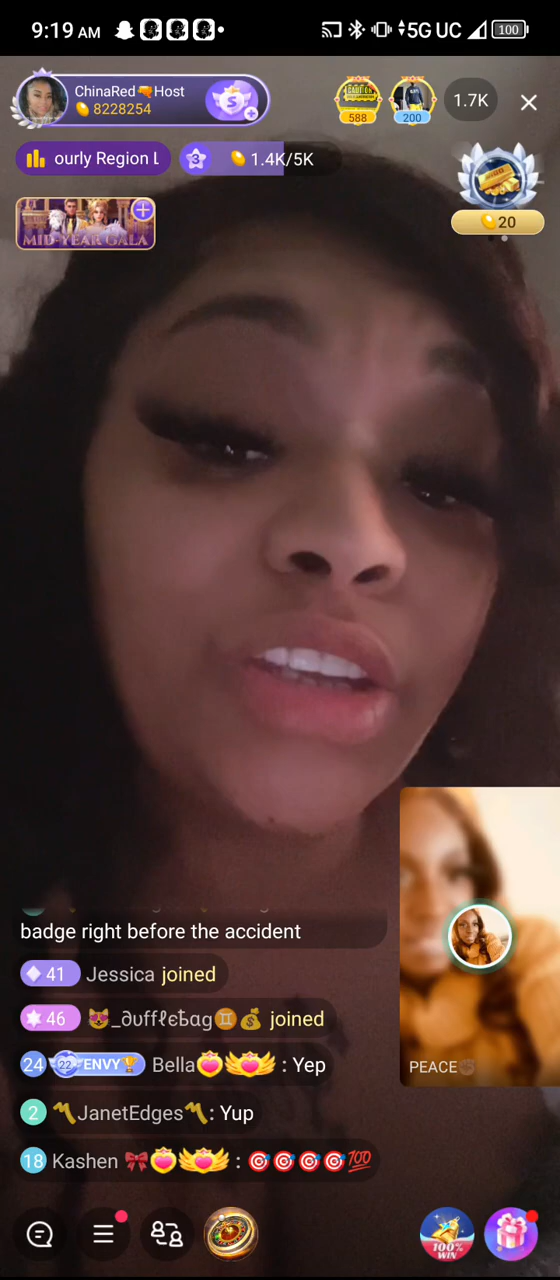 9:19 AM
5G UC
100
ChinaRed Host
8228254
S
588
200
1.7K
ourly Region L
3
1.4K/5K
MID-YEAR GALA
20
badge right before the accident
41 Jessica joined
46 _∂υffℓєѣαg♊💰 joined
24 22 ENVY🏆 Bella : Yep
2 〽️JanetEdges〽️: Yup
18 Kashen 🎀 : 🎯🎯🎯🎯💯
PEACE✊🏾
100% WIN